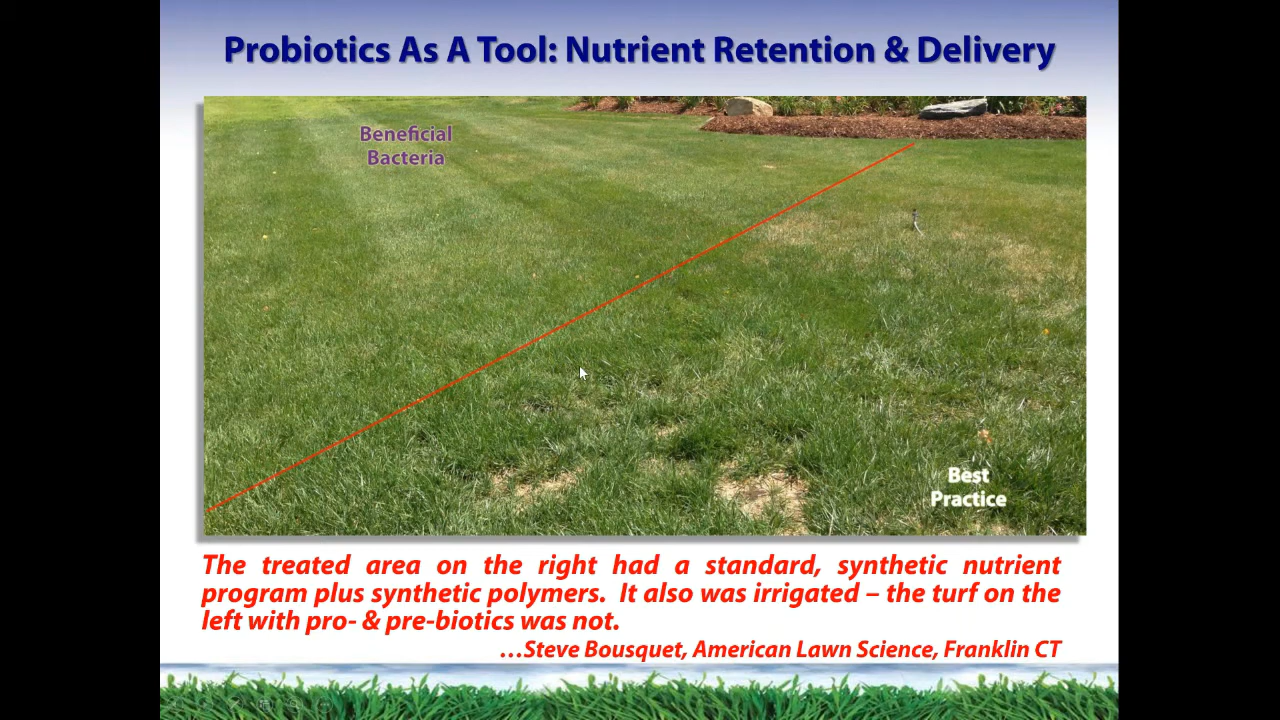 Probiotics As A Tool: Nutrient Retention & Delivery
Beneficial
Bacteria
Best
Practice
The treated area on the right had a standard, synthetic nutrient
program plus synthetic polymers. It also was irrigated – the turf on the
left with pro- & pre-biotics was not.
…Steve Bousquet, American Lawn Science, Franklin CT